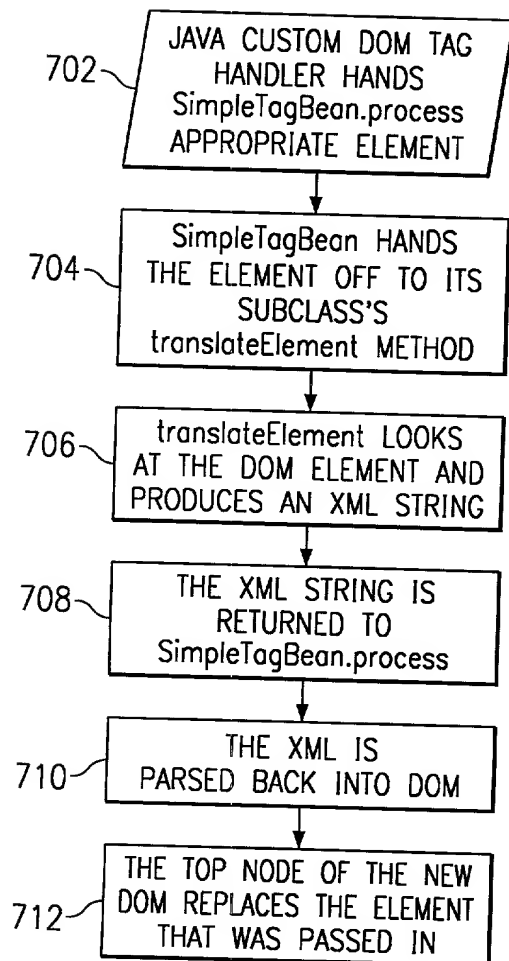 702
JAVA CUSTOM DOM TAG
HANDLER HANDS
SimpleTagBean.process
APPROPRIATE ELEMENT
704
SimpleTagBean HANDS
THE ELEMENT OFF TO ITS
SUBCLASS'S
translateElement METHOD
706
translateElement LOOKS
AT THE DOM ELEMENT AND
PRODUCES AN XML STRING
708
THE XML STRING IS
RETURNED TO
SimpleTagBean.process
710
THE XML IS
PARSED BACK INTO DOM
712
THE TOP NODE OF THE NEW
DOM REPLACES THE ELEMENT
THAT WAS PASSED IN